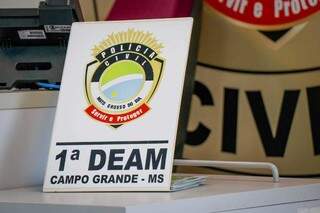 POLÍCIA
CIVIL
MATO GROSSO DO SUL
Servir e Proteger
1ª DEAM
CAMPO GRANDE - MS
Servir e Proteger
CIVI